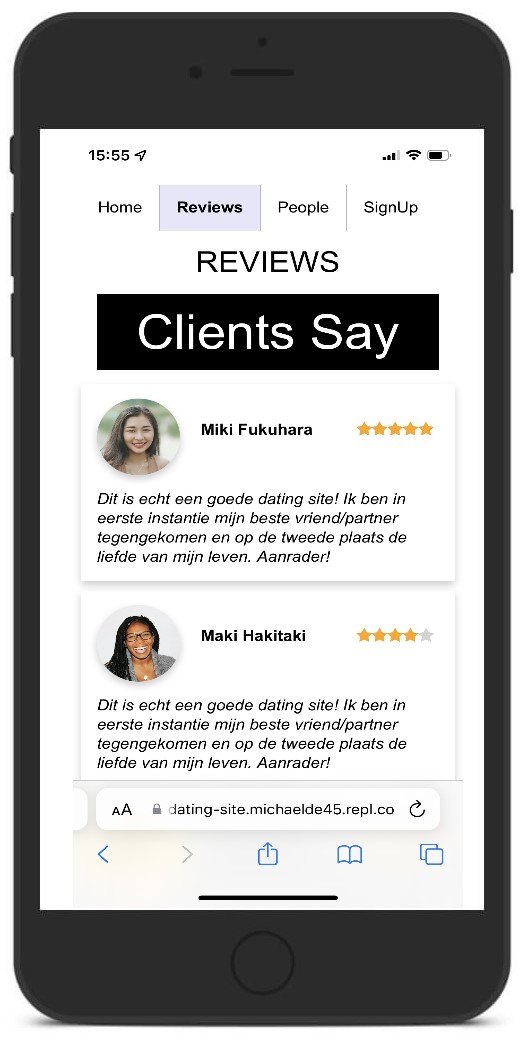 15:55
Home Reviews People SignUp
REVIEWS
Clients Say
Miki Fukuhara
Dit is echt een goede dating site! Ik ben in
eerste instantie mijn beste vriend/partner
tegengekomen en op de tweede plaats de
liefde van mijn leven. Aanrader!
Maki Hakitaki
Dit is echt een goede dating site! Ik ben in
eerste instantie mijn beste vriend/partner
tegengekomen en op de tweede plaats de
liefde van mijn leven. Aanrader!
AA dating-site.michaelde45.repl.co